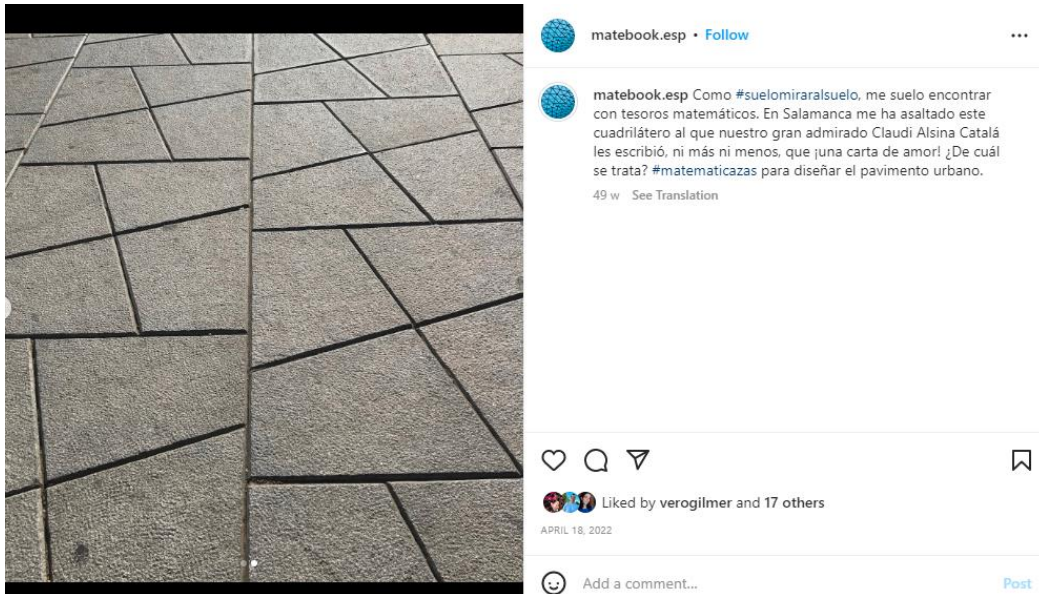 matebook.esp • Follow
matebook.esp Como #suelomiraralsuelo, me suelo encontrar
con tesoros matemáticos. En Salamanca me ha asaltado este
cuadrilátero al que nuestro gran admirado Claudi Alsina Catalá
les escribió, ni más ni menos, que ¡una carta de amor! ¿De cuál
se trata? #matematicazas para diseñar el pavimento urbano.
49 w See Translation
Liked by verogilmer and 17 others
APRIL 18, 2022
Add a comment... Post